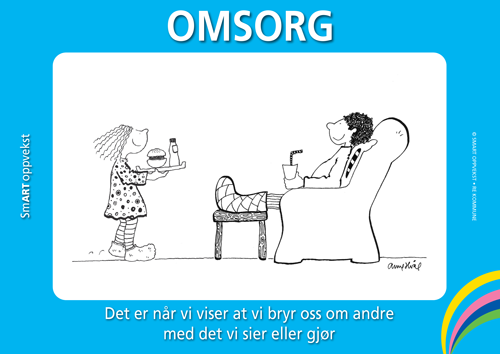 OMSORG
SmART oppvekst
© SMART OPPVEKST • RE KOMMUNE
Det er når vi viser at vi bryr oss om andre
med det vi sier eller gjør